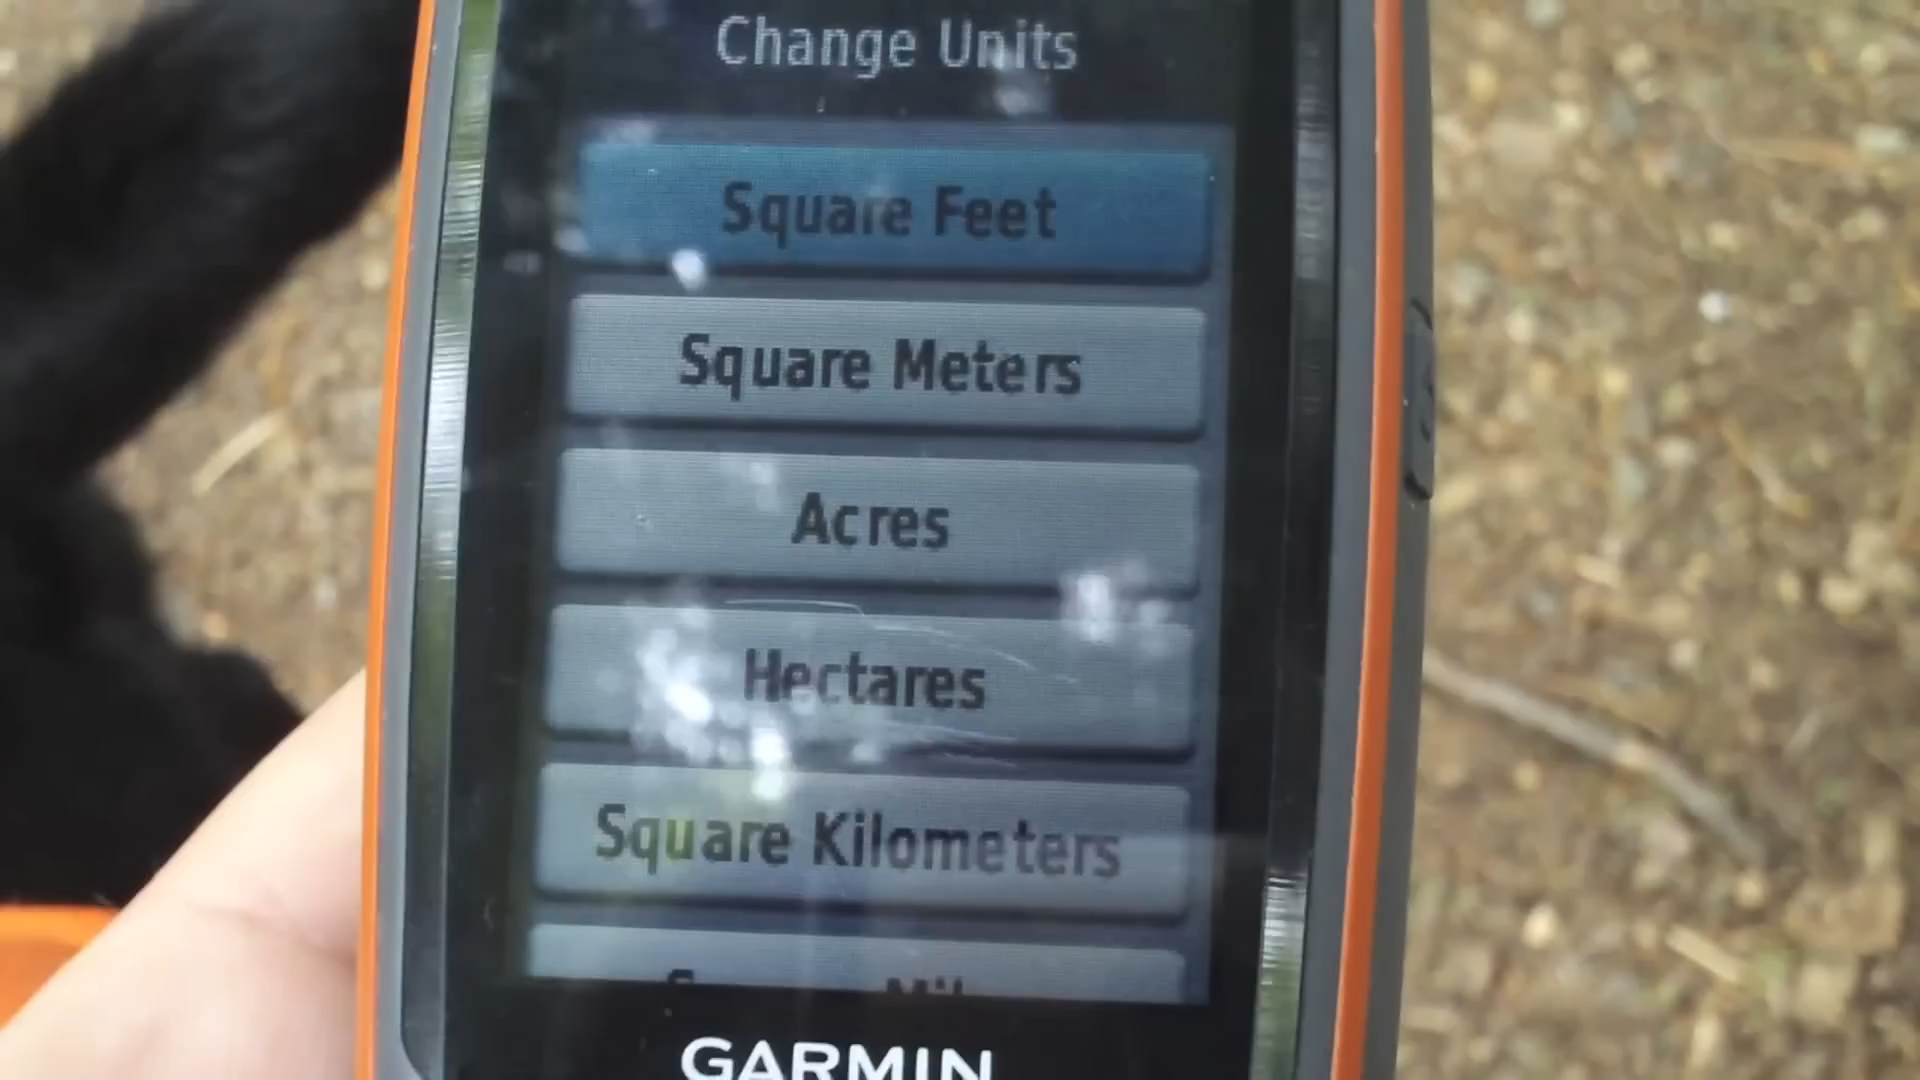 Change Units
Square Feet
Square Meters
Acres
Hectares
Square Kilometers
GARMIN